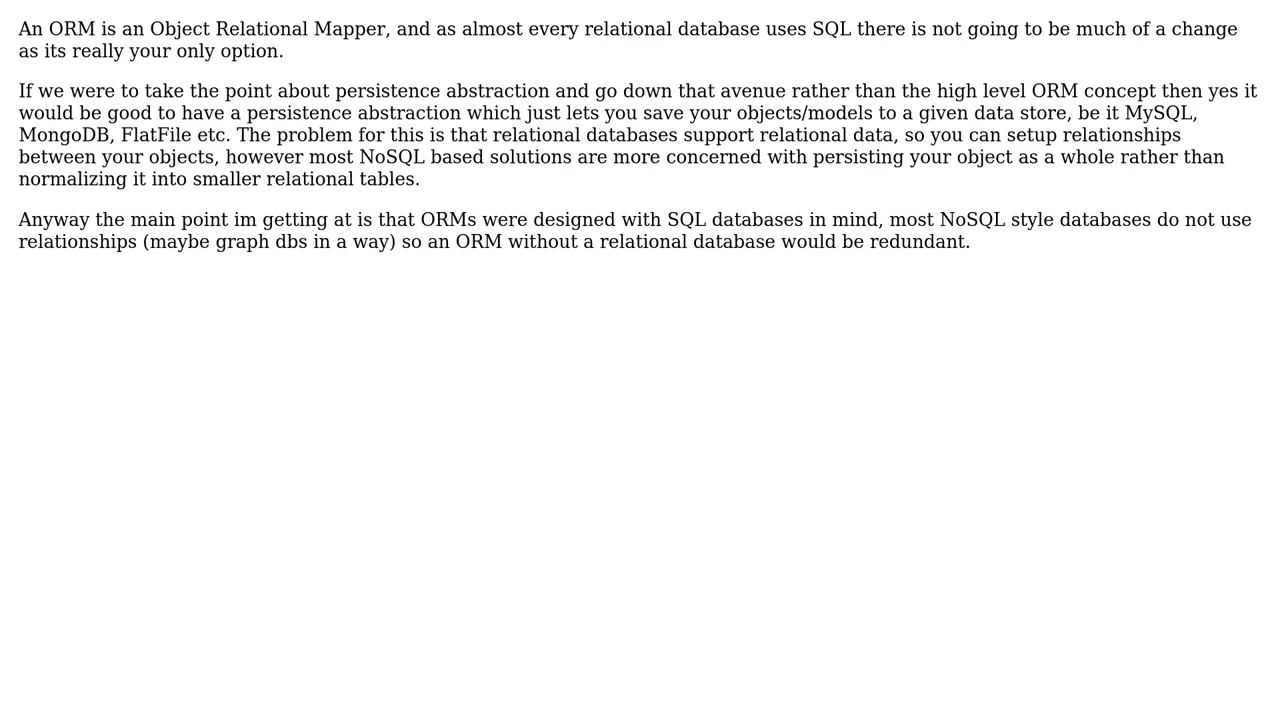 An ORM is an Object Relational Mapper, and as almost every relational database uses SQL there is not going to be much of a change
as its really your only option.
If we were to take the point about persistence abstraction and go down that avenue rather than the high level ORM concept then yes it
would be good to have a persistence abstraction which just lets you save your objects/models to a given data store, be it MySQL,
MongoDB, FlatFile etc. The problem for this is that relational databases support relational data, so you can setup relationships
between your objects, however most NoSQL based solutions are more concerned with persisting your object as a whole rather than
normalizing it into smaller relational tables.
Anyway the main point im getting at is that ORMs were designed with SQL databases in mind, most NoSQL style databases do not use
relationships (maybe graph dbs in a way) so an ORM without a relational database would be redundant.